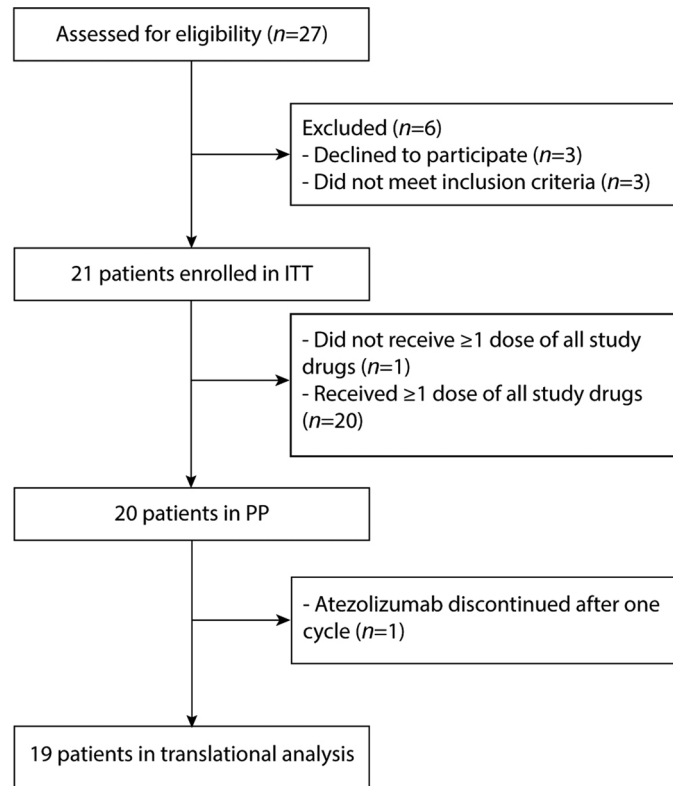 Assessed for eligibility (n=27)
Excluded (n=6)
- Declined to participate (n=3)
- Did not meet inclusion criteria (n=3)
21 patients enrolled in ITT
- Did not receive ≥1 dose of all study
drugs (n=1)
- Received ≥1 dose of all study drugs
(n=20)
20 patients in PP
- Atezolizumab discontinued after one
cycle (n=1)
19 patients in translational analysis